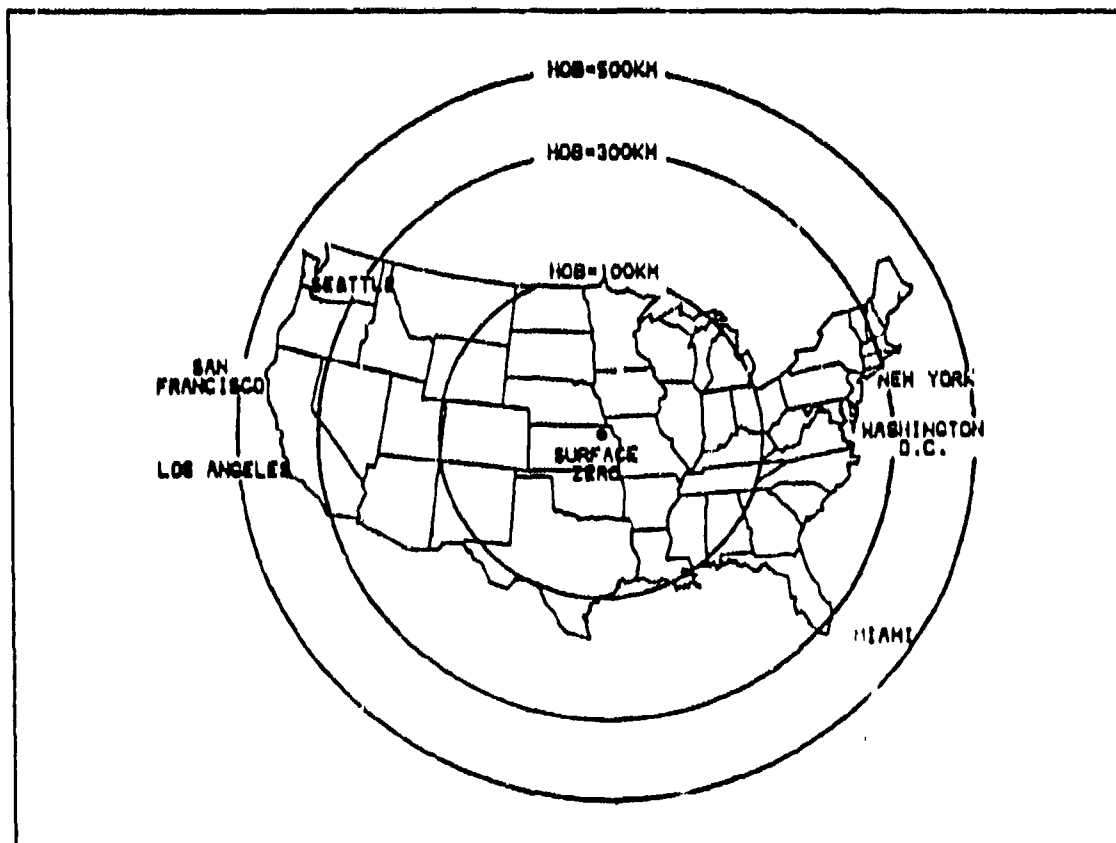 HOB=500KM
HOB=300KM
HOB=100KM
SEATTLE
SAN
FRANCISCO
NEW YORK
WASHINGTON
D.C.
SURFACE
ZERO
LOS ANGELES
MIAMI